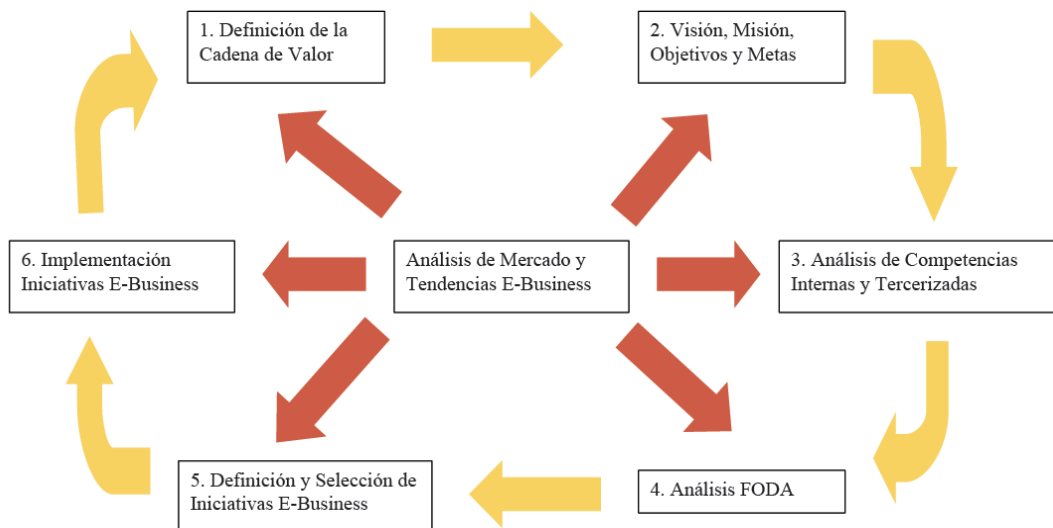 1. Definición de la
Cadena de Valor
2. Visión, Misión,
Objetivos y Metas
6. Implementación
Iniciativas E-Business
Análisis de Mercado y
Tendencias E-Business
3. Análisis de Competencias
Internas y Tercerizadas
5. Definición y Selección de
Iniciativas E-Business
4. Análisis FODA